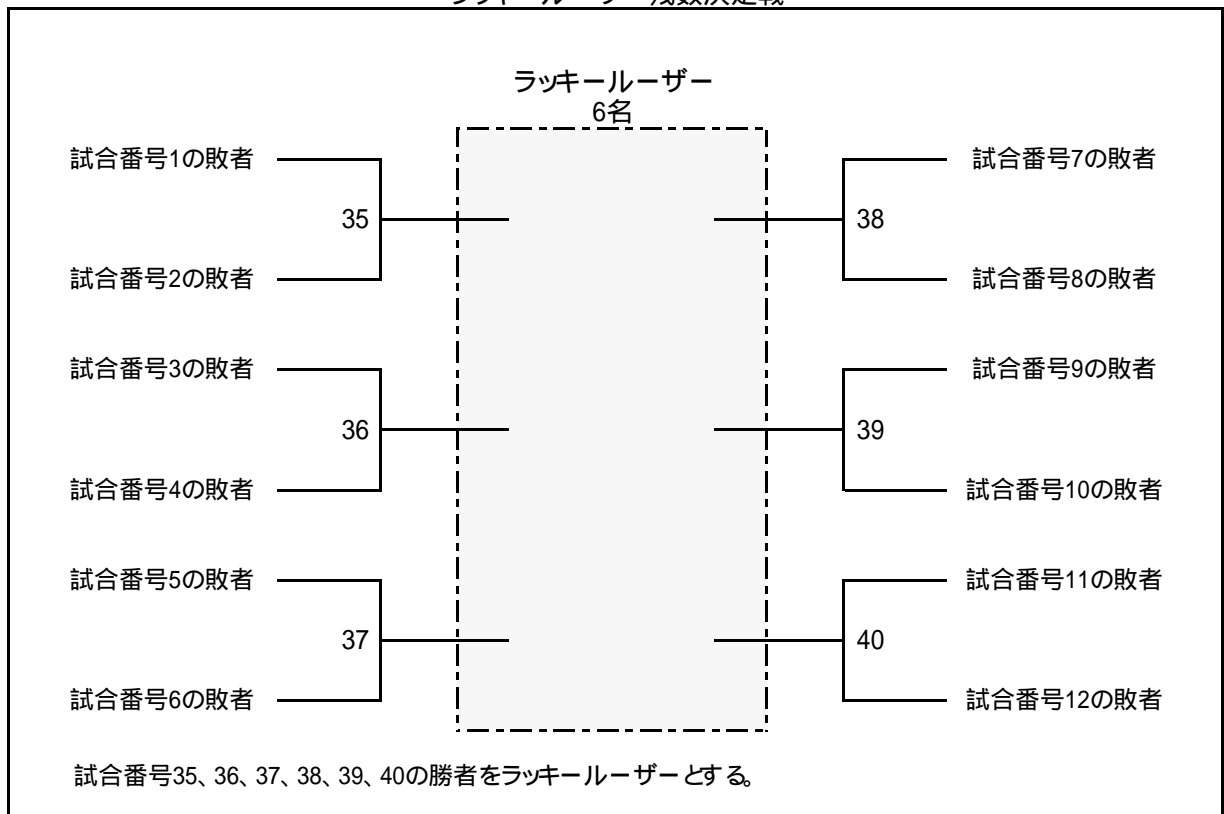 ラッキールーザー
6名
試合番号1の敗者
35
試合番号2の敗者
試合番号3の敗者
36
試合番号4の敗者
試合番号5の敗者
37
試合番号6の敗者
試合番号7の敗者
38
試合番号8の敗者
試合番号9の敗者
39
試合番号10の敗者
試合番号11の敗者
40
試合番号12の敗者
試合番号35、36、37、38、39、40の勝者をラッキールーザーとする。